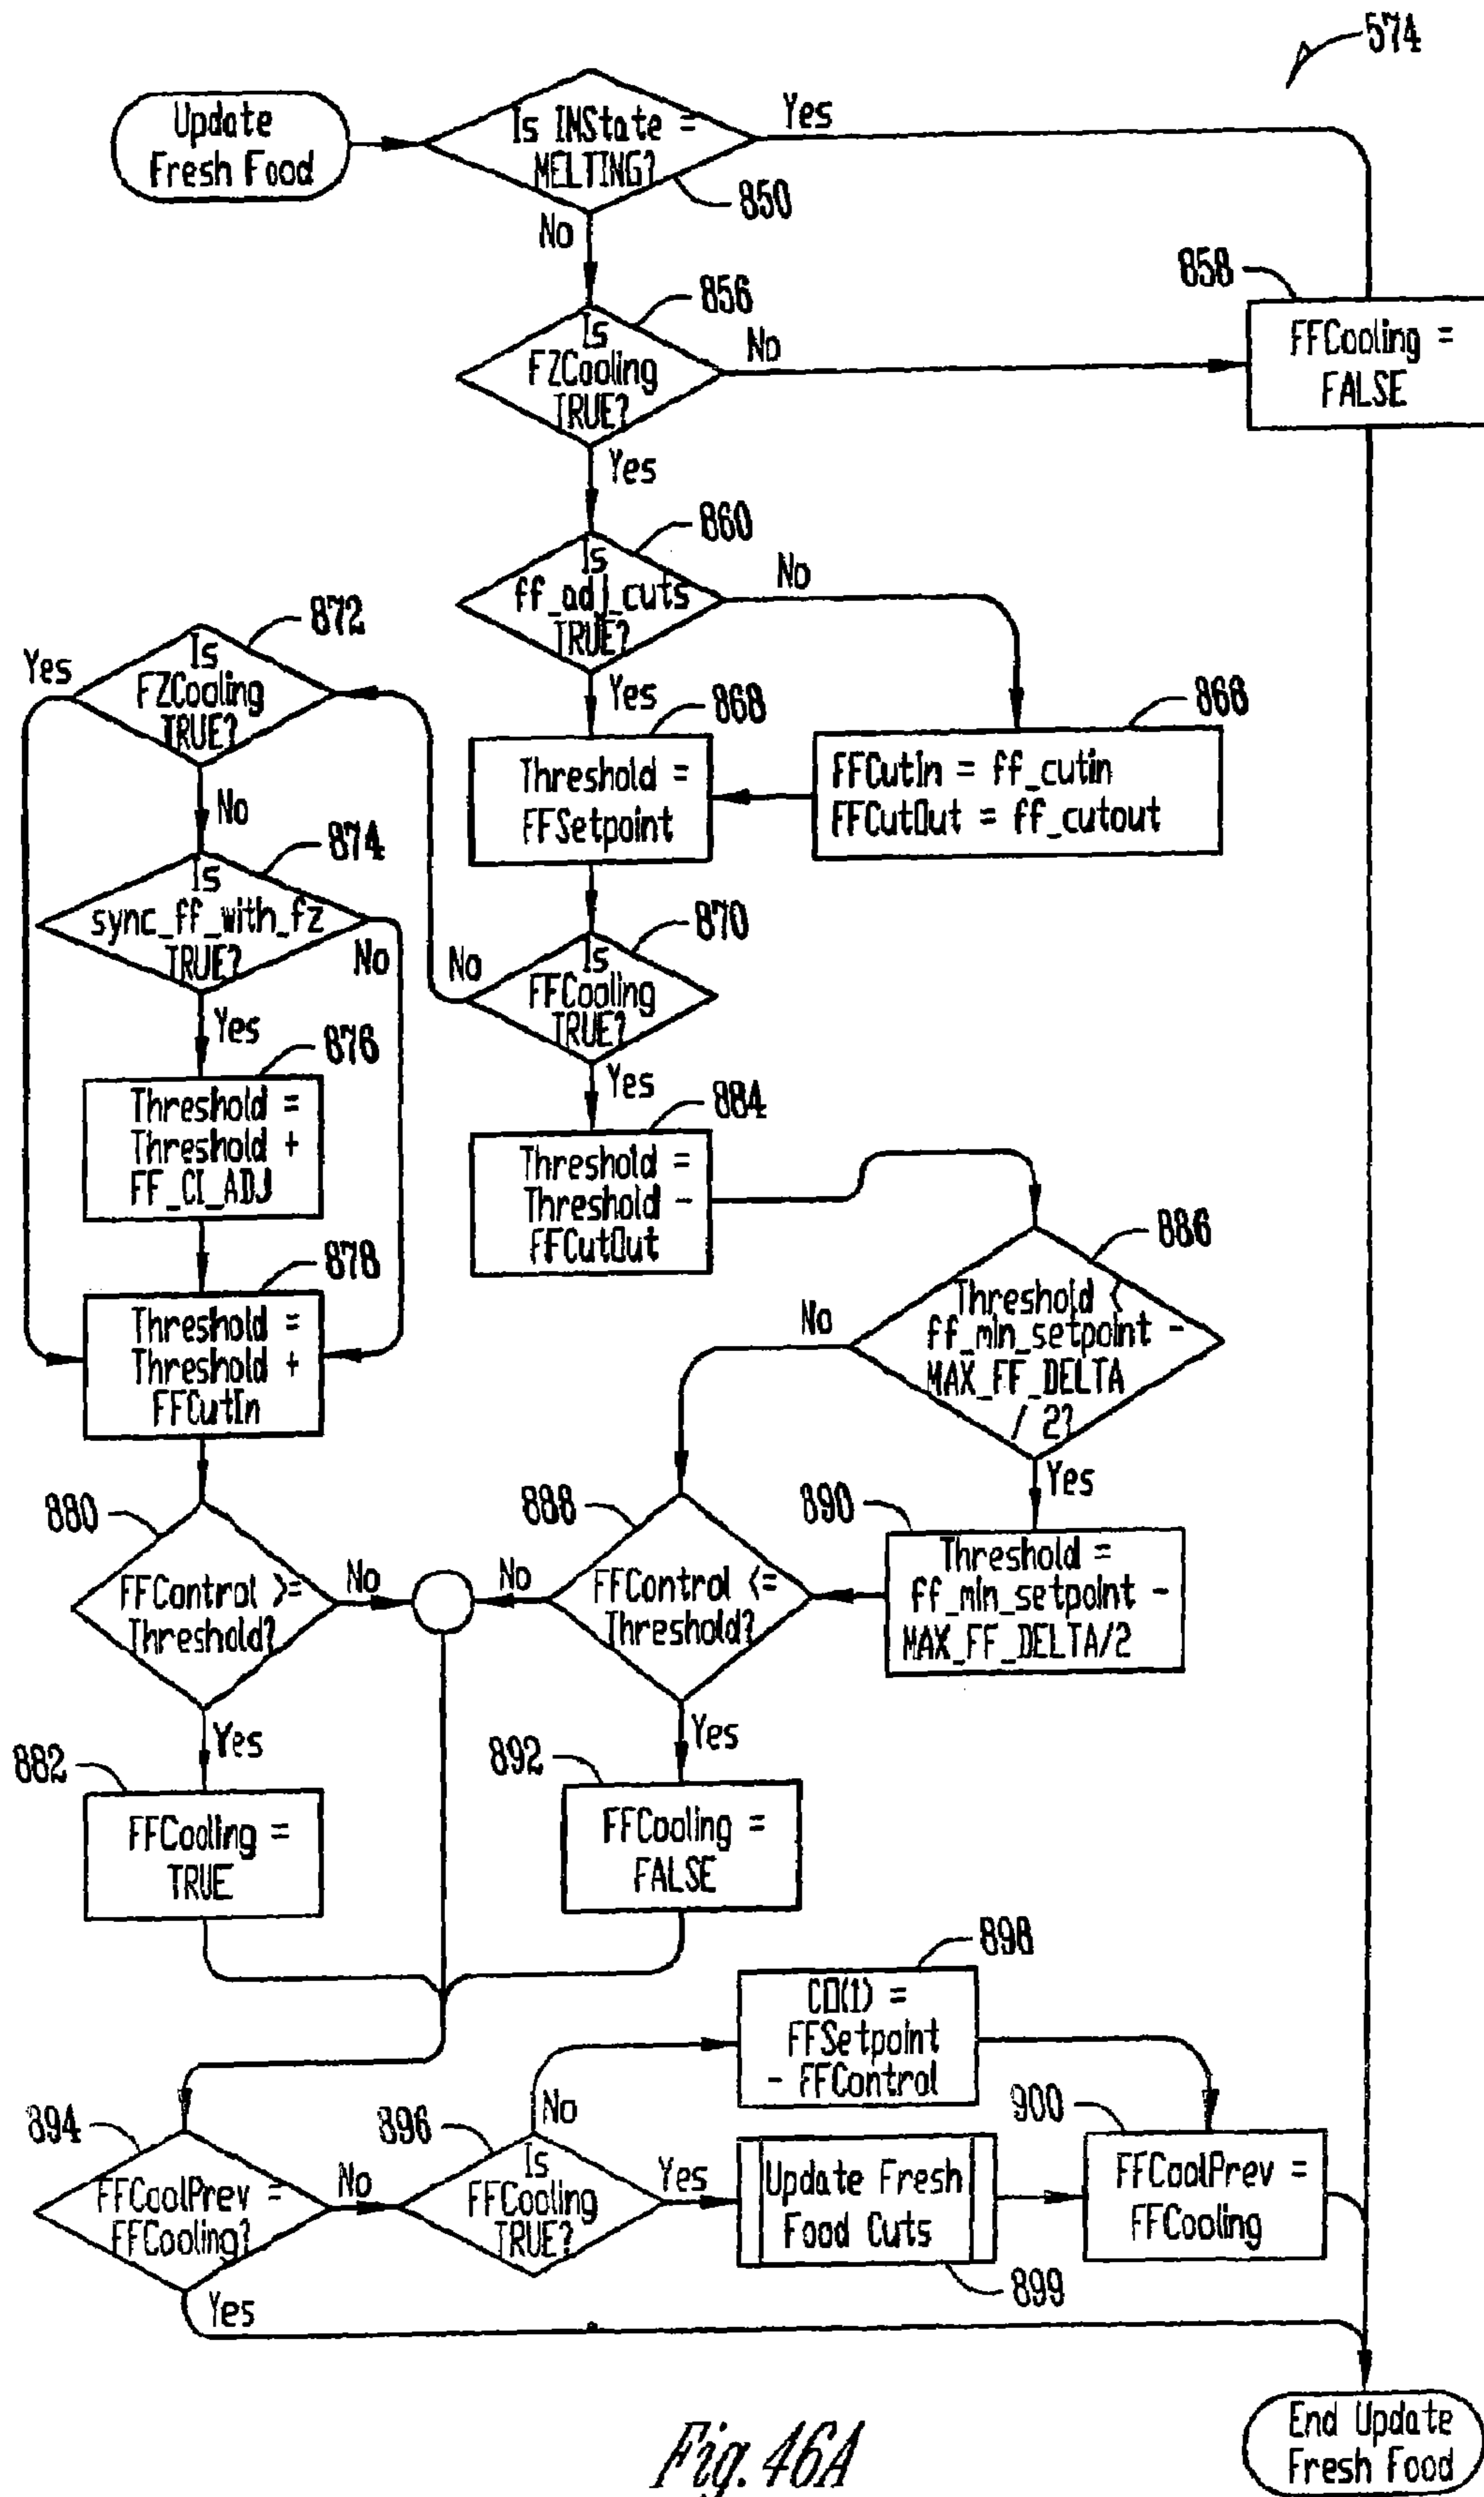 574
Update
Fresh Food
Is IMState =
MELTING?
Yes
850
No
856
858
Is
FZCooling
TRUE?
No
FFCooling =
FALSE
Yes
860
Is
ff_adj_cuts
TRUE?
No
872
Yes
Is
FZCooling
TRUE?
Yes
868
866
Threshold =
FFSetpoint
FFCutIn = ff_cutin
FFCutOut = ff_cutout
No
874
Is
sync_ff_with_fz
TRUE?
No
870
No
Is
FFCooling
TRUE?
Yes
876
Yes
884
Threshold =
Threshold +
FF_CI_ADJ
Threshold =
Threshold -
FFCutOut
886
878
Threshold <
ff_min_setpoint -
MAX_FF_DELTA
/ 2?
No
Threshold =
Threshold +
FFCutIn
Yes
880
888
890
FFControl >=
Threshold?
No
No
FFControl <=
Threshold?
Threshold =
ff_min_setpoint -
MAX_FF_DELTA/2
Yes
Yes
882
892
FFCooling =
TRUE
FFCooling =
FALSE
898
CO(1) =
FFSetpoint
- FFControl
No
894
896
900
FFCoolPrev =
FFCooling?
No
Is
FFCooling
TRUE?
Yes
Update Fresh
Food Cuts
FFCoolPrev =
FFCooling
899
Yes
End Update
Fresh Food
Fig. 46A